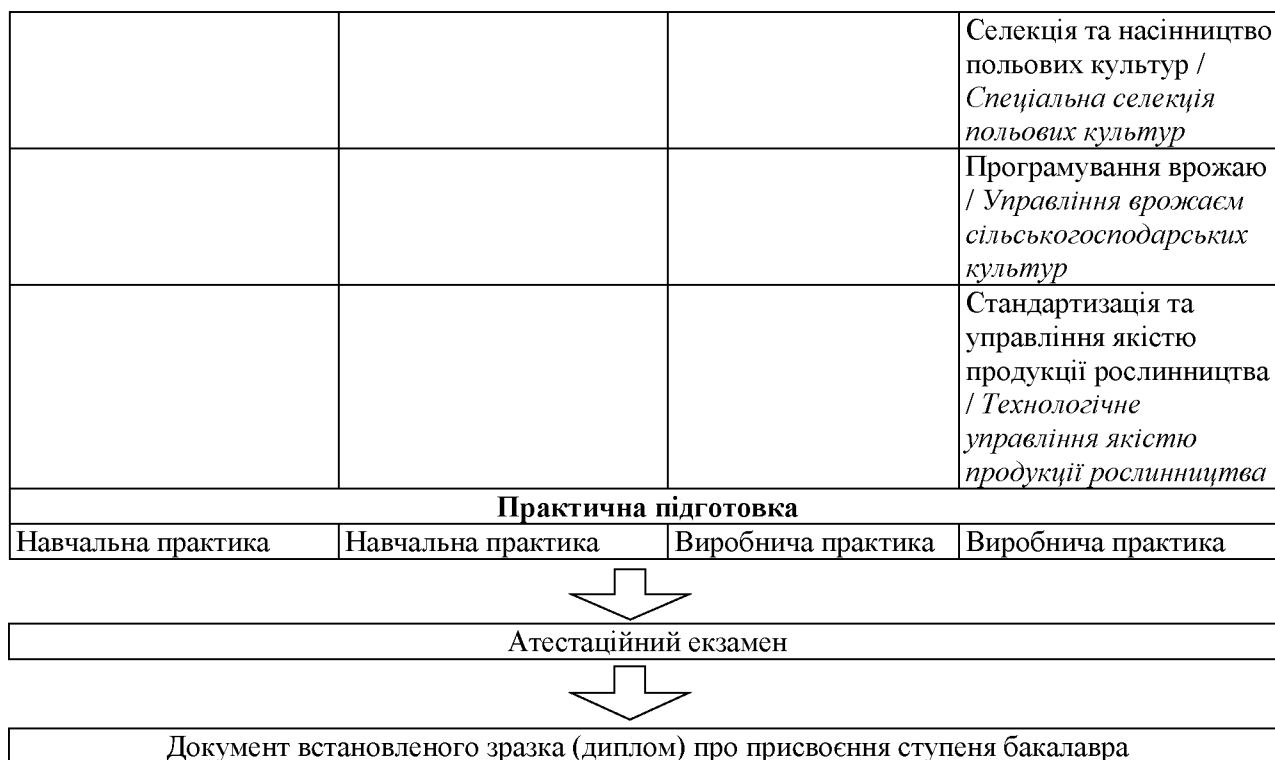 Селекція та насінництво
польових культур /
Спеціальна селекція
польових культур
Програмування врожаю
/ Управління врожаєм
сільськогосподарських
культур
Стандартизація та
управління якістю
продукції рослинництва
/ Технологічне
управління якістю
продукції рослинництва
Практична підготовка
Навчальна практика Навчальна практика Виробнича практика Виробнича практика
Атестаційний екзамен
Документ встановленого зразка (диплом) про присвоєння ступеня бакалавра